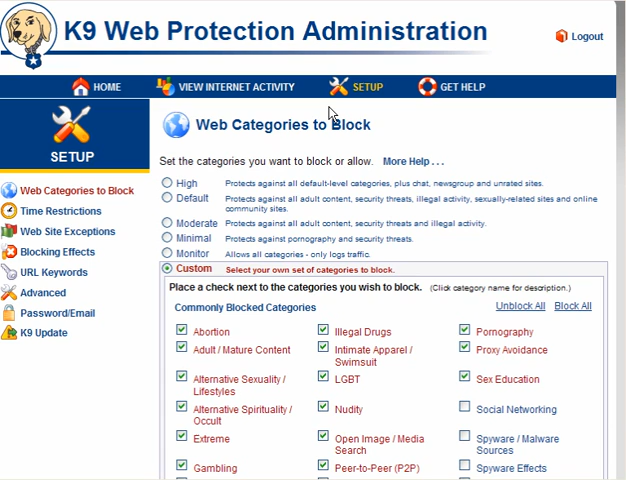 K9 Web Protection Administration
Logout
HOME
VIEW INTERNET ACTIVITY
SETUP
GET HELP
SETUP
Web Categories to Block
Time Restrictions
Web Site Exceptions
Blocking Effects
URL Keywords
Advanced
Password/Email
K9 Update
Web Categories to Block
Set the categories you want to block or allow. More Help . . .
High Protects against all default-level categories, plus chat, newsgroup and unrated sites.
Default Protects against all adult content, security threats, illegal activity, sexually-related sites and online
community sites.
Moderate Protects against all adult content, security threats and illegal activity.
Minimal Protects against pornography and security threats.
Monitor Allows all categories - only logs traffic.
Custom Select your own set of categories to block.
Place a check next to the categories you wish to block. (Click category name for description.)
Commonly Blocked Categories
Unblock All Block All
Abortion Illegal Drugs Pornography
Adult / Mature Content Intimate Apparel / Proxy Avoidance
Swimsuit
Alternative Sexuality / LGBT Sex Education
Lifestyles
Alternative Spirituality / Nudity Social Networking
Occult
Extreme Open Image / Media Spyware / Malware
Search Sources
Gambling Peer-to-Peer (P2P) Spyware Effects